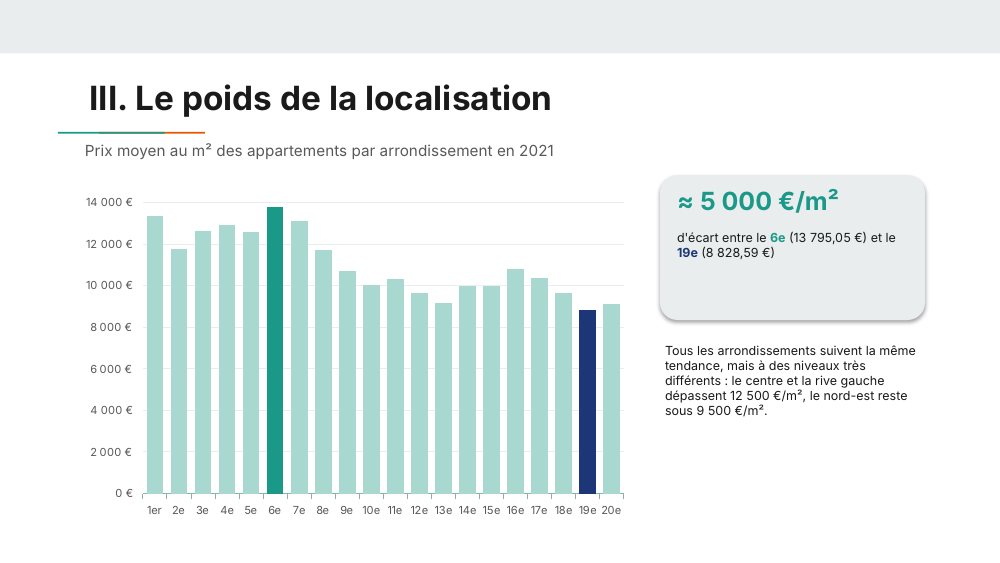 III. Le poids de la localisation
Prix moyen au m² des appartements par arrondissement en 2021
14 000 €
12 000 €
10 000 €
8 000 €
6 000 €
4 000 €
2 000 €
0 €
1er 2e 3e 4e 5e 6e 7e 8e 9e 10e 11e 12e 13e 14e 15e 16e 17e 18e 19e 20e
≈ 5 000 €/m²
d'écart entre le 6e (13 795,05 €) et le
19e (8 828,59 €)
Tous les arrondissements suivent la même
tendance, mais à des niveaux très
différents : le centre et la rive gauche
dépassent 12 500 €/m², le nord-est reste
sous 9 500 €/m².